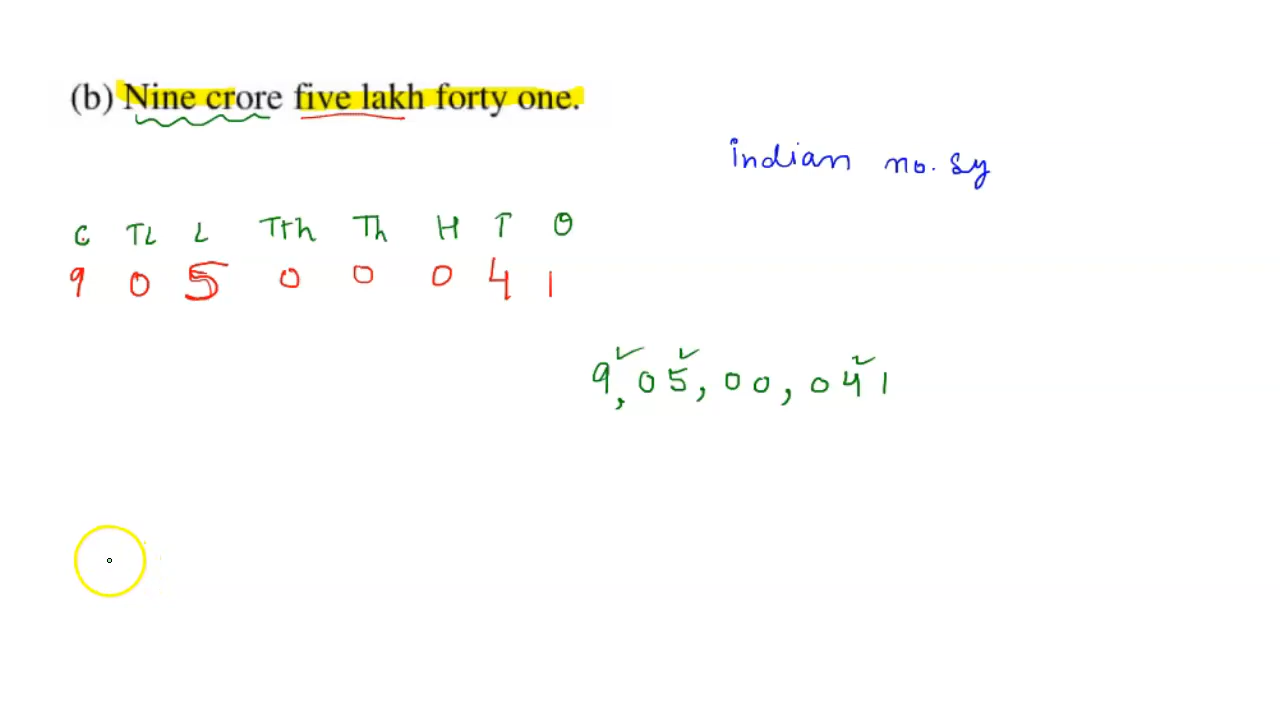 (b) Nine crore five lakh forty one.
Indian no. Sy
C TL L Tth Th H T O
9 0 5 0 0 0 4 1
9,05,00,041